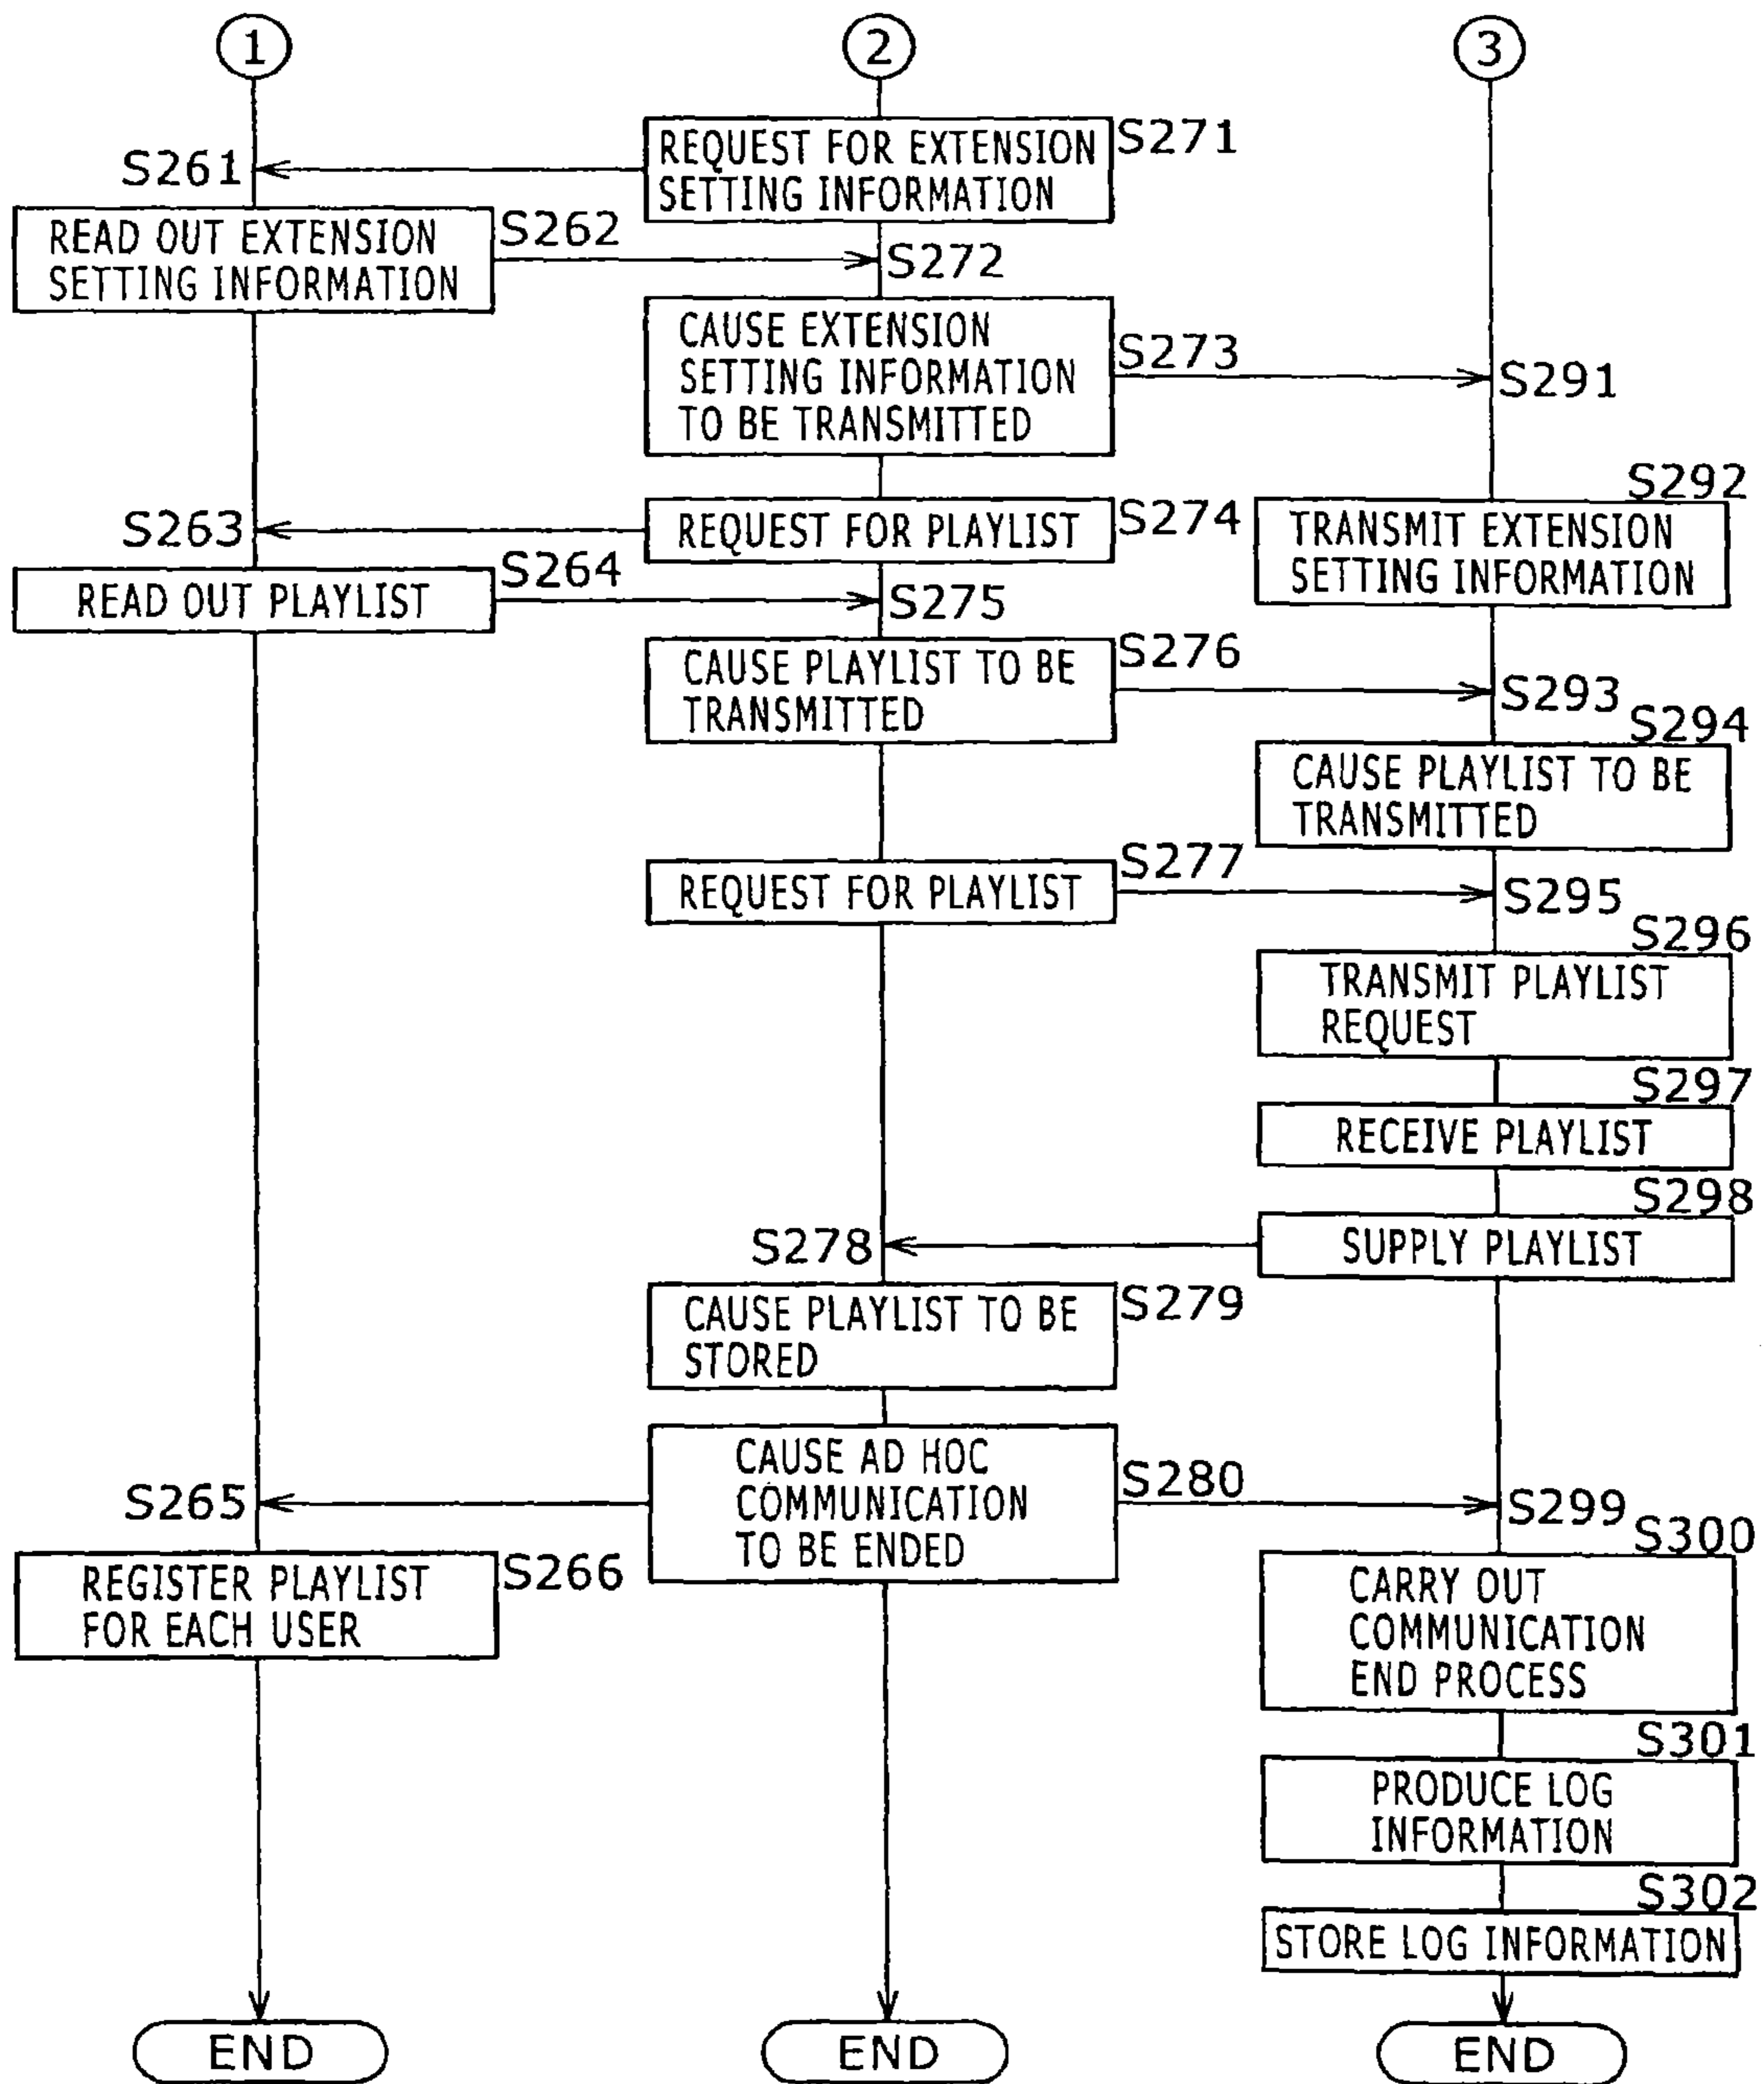 1
2
3
REQUEST FOR EXTENSION
SETTING INFORMATION
S271
S261
READ OUT EXTENSION
SETTING INFORMATION
S262
S272
CAUSE EXTENSION
SETTING INFORMATION
TO BE TRANSMITTED
S273
S291
S292
TRANSMIT EXTENSION
SETTING INFORMATION
S263
REQUEST FOR PLAYLIST
S274
READ OUT PLAYLIST
S264
S275
CAUSE PLAYLIST TO BE
TRANSMITTED
S276
S293
S294
CAUSE PLAYLIST TO BE
TRANSMITTED
REQUEST FOR PLAYLIST
S277
S295
S296
TRANSMIT PLAYLIST
REQUEST
S297
RECEIVE PLAYLIST
S298
SUPPLY PLAYLIST
S278
CAUSE PLAYLIST TO BE
STORED
S279
CAUSE AD HOC
COMMUNICATION
TO BE ENDED
S280
S265
S299
REGISTER PLAYLIST
FOR EACH USER
S266
S300
CARRY OUT
COMMUNICATION
END PROCESS
S301
PRODUCE LOG
INFORMATION
S302
STORE LOG INFORMATION
END
END
END